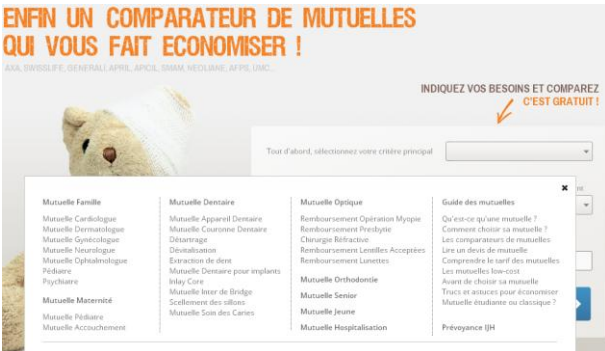 ENFIN UN COMPARATEUR DE MUTUELLES
QUI VOUS FAIT ECONOMISER !
AXA, SWISSLIFE, GENERALI, APRIL, APICIL, SMAM, NEOLIANE, AFPS, UMC...
INDIQUEZ VOS BESOINS ET COMPAREZ
C'EST GRATUIT !
Tout d'abord, sélectionnez votre critère principal
Mutuelle Famille
Mutuelle Cardiologue
Mutuelle Dermatologue
Mutuelle Gynécologue
Mutuelle Neurologue
Mutuelle Ophtalmologue
Pédiatre
Psychiatre
Mutuelle Maternité
Mutuelle Pédiatre
Mutuelle Accouchement
Mutuelle Dentaire
Mutuelle Appareil Dentaire
Mutuelle Couronne Dentaire
Détartrage
Dévitalisation
Extraction de dent
Mutuelle Dentaire pour implants
Inlay Core
Mutuelle Inter de Bridge
Scellement des sillons
Mutuelle Soin des Caries
Mutuelle Optique
Remboursement Opération Myopie
Remboursement Presbytie
Chirurgie Réfractive
Remboursement Lentilles Acceptées
Remboursement Lunettes
Mutuelle Orthodontie
Mutuelle Senior
Mutuelle Jeune
Mutuelle Hospitalisation
Guide des mutuelles
Qu'est-ce qu'une mutuelle ?
Comment choisir sa mutuelle ?
Les comparateurs de mutuelles
Lire un devis de mutuelle
Comprendre le tarif des mutuelles
Les mutuelles low-cost
Avant de choisir sa mutuelle
Trucs et astuces pour économiser
Mutuelle étudiante ou classique ?
Prévoyance IJH